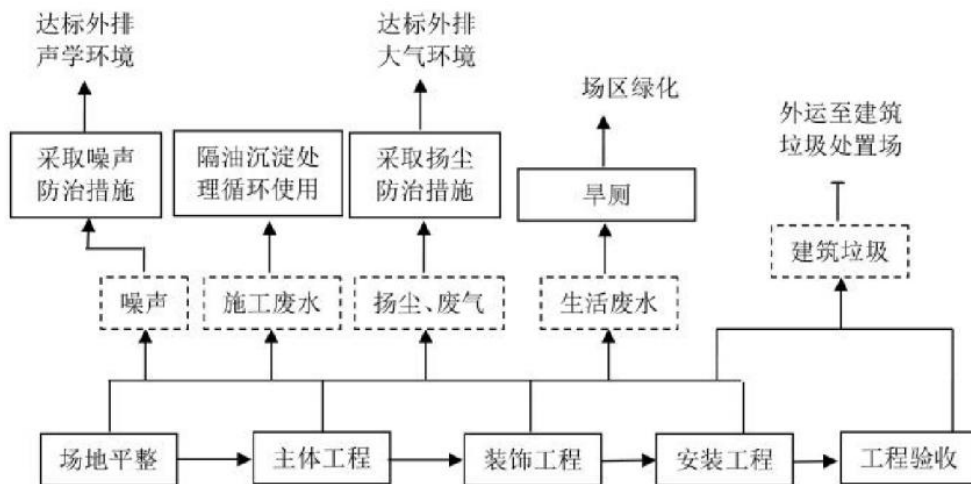 达标外排
声学环境
达标外排
大气环境
场区绿化
外运至建筑
垃圾处置场
采取噪声
防治措施
隔油沉淀处
理循环使用
采取扬尘
防治措施
旱厕
建筑垃圾
噪声
施工废水
扬尘、废气
生活废水
场地平整
主体工程
装饰工程
安装工程
工程验收